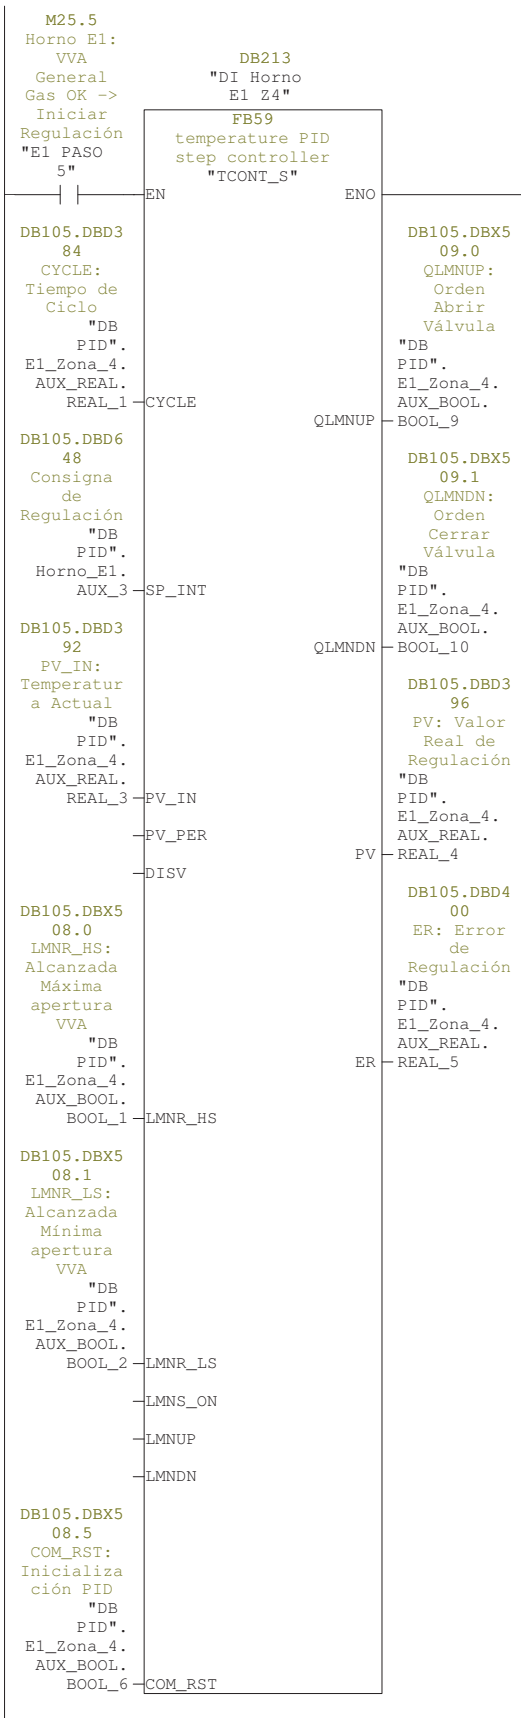 M25.5
Horno E1:
VVA
General
Gas OK ->
Iniciar
Regulación
"E1 PASO
5"
DB213
"DI Horno
E1 Z4"
FB59
temperature PID
step controller
"TCONT_S"
EN
ENO
DB105.DBD3
84
CYCLE:
Tiempo de
Ciclo
"DB
PID".
E1_Zona_4.
AUX_REAL.
REAL_1
CYCLE
DB105.DBX5
09.0
QLMNUP:
Orden
Abrir
Válvula
"DB
PID".
E1_Zona_4.
AUX_BOOL.
QLMNUP
BOOL_9
DB105.DBD6
48
Consigna
de
Regulación
"DB
PID".
Horno_E1.
AUX_3
SP_INT
DB105.DBX5
09.1
QLMNDN:
Orden
Cerrar
Válvula
"DB
PID".
E1_Zona_4.
AUX_BOOL.
QLMNDN
BOOL_10
DB105.DBD3
92
PV_IN:
Temperatur
a Actual
"DB
PID".
E1_Zona_4.
AUX_REAL.
REAL_3
PV_IN
PV_PER
DISV
DB105.DBD3
96
PV: Valor
Real de
Regulación
"DB
PID".
E1_Zona_4.
AUX_REAL.
PV
REAL_4
DB105.DBX5
08.0
LMNR_HS:
Alcanzada
Máxima
apertura
VVA
"DB
PID".
E1_Zona_4.
AUX_BOOL.
BOOL_1
LMNR_HS
DB105.DBD4
00
ER: Error
de
Regulación
"DB
PID".
E1_Zona_4.
AUX_REAL.
ER
REAL_5
DB105.DBX5
08.1
LMNR_LS:
Alcanzada
Mínima
apertura
VVA
"DB
PID".
E1_Zona_4.
AUX_BOOL.
BOOL_2
LMNR_LS
LMNS_ON
LMNUP
LMNDN
DB105.DBX5
08.5
COM_RST:
Inicializa
ción PID
"DB
PID".
E1_Zona_4.
AUX_BOOL.
BOOL_6
COM_RST